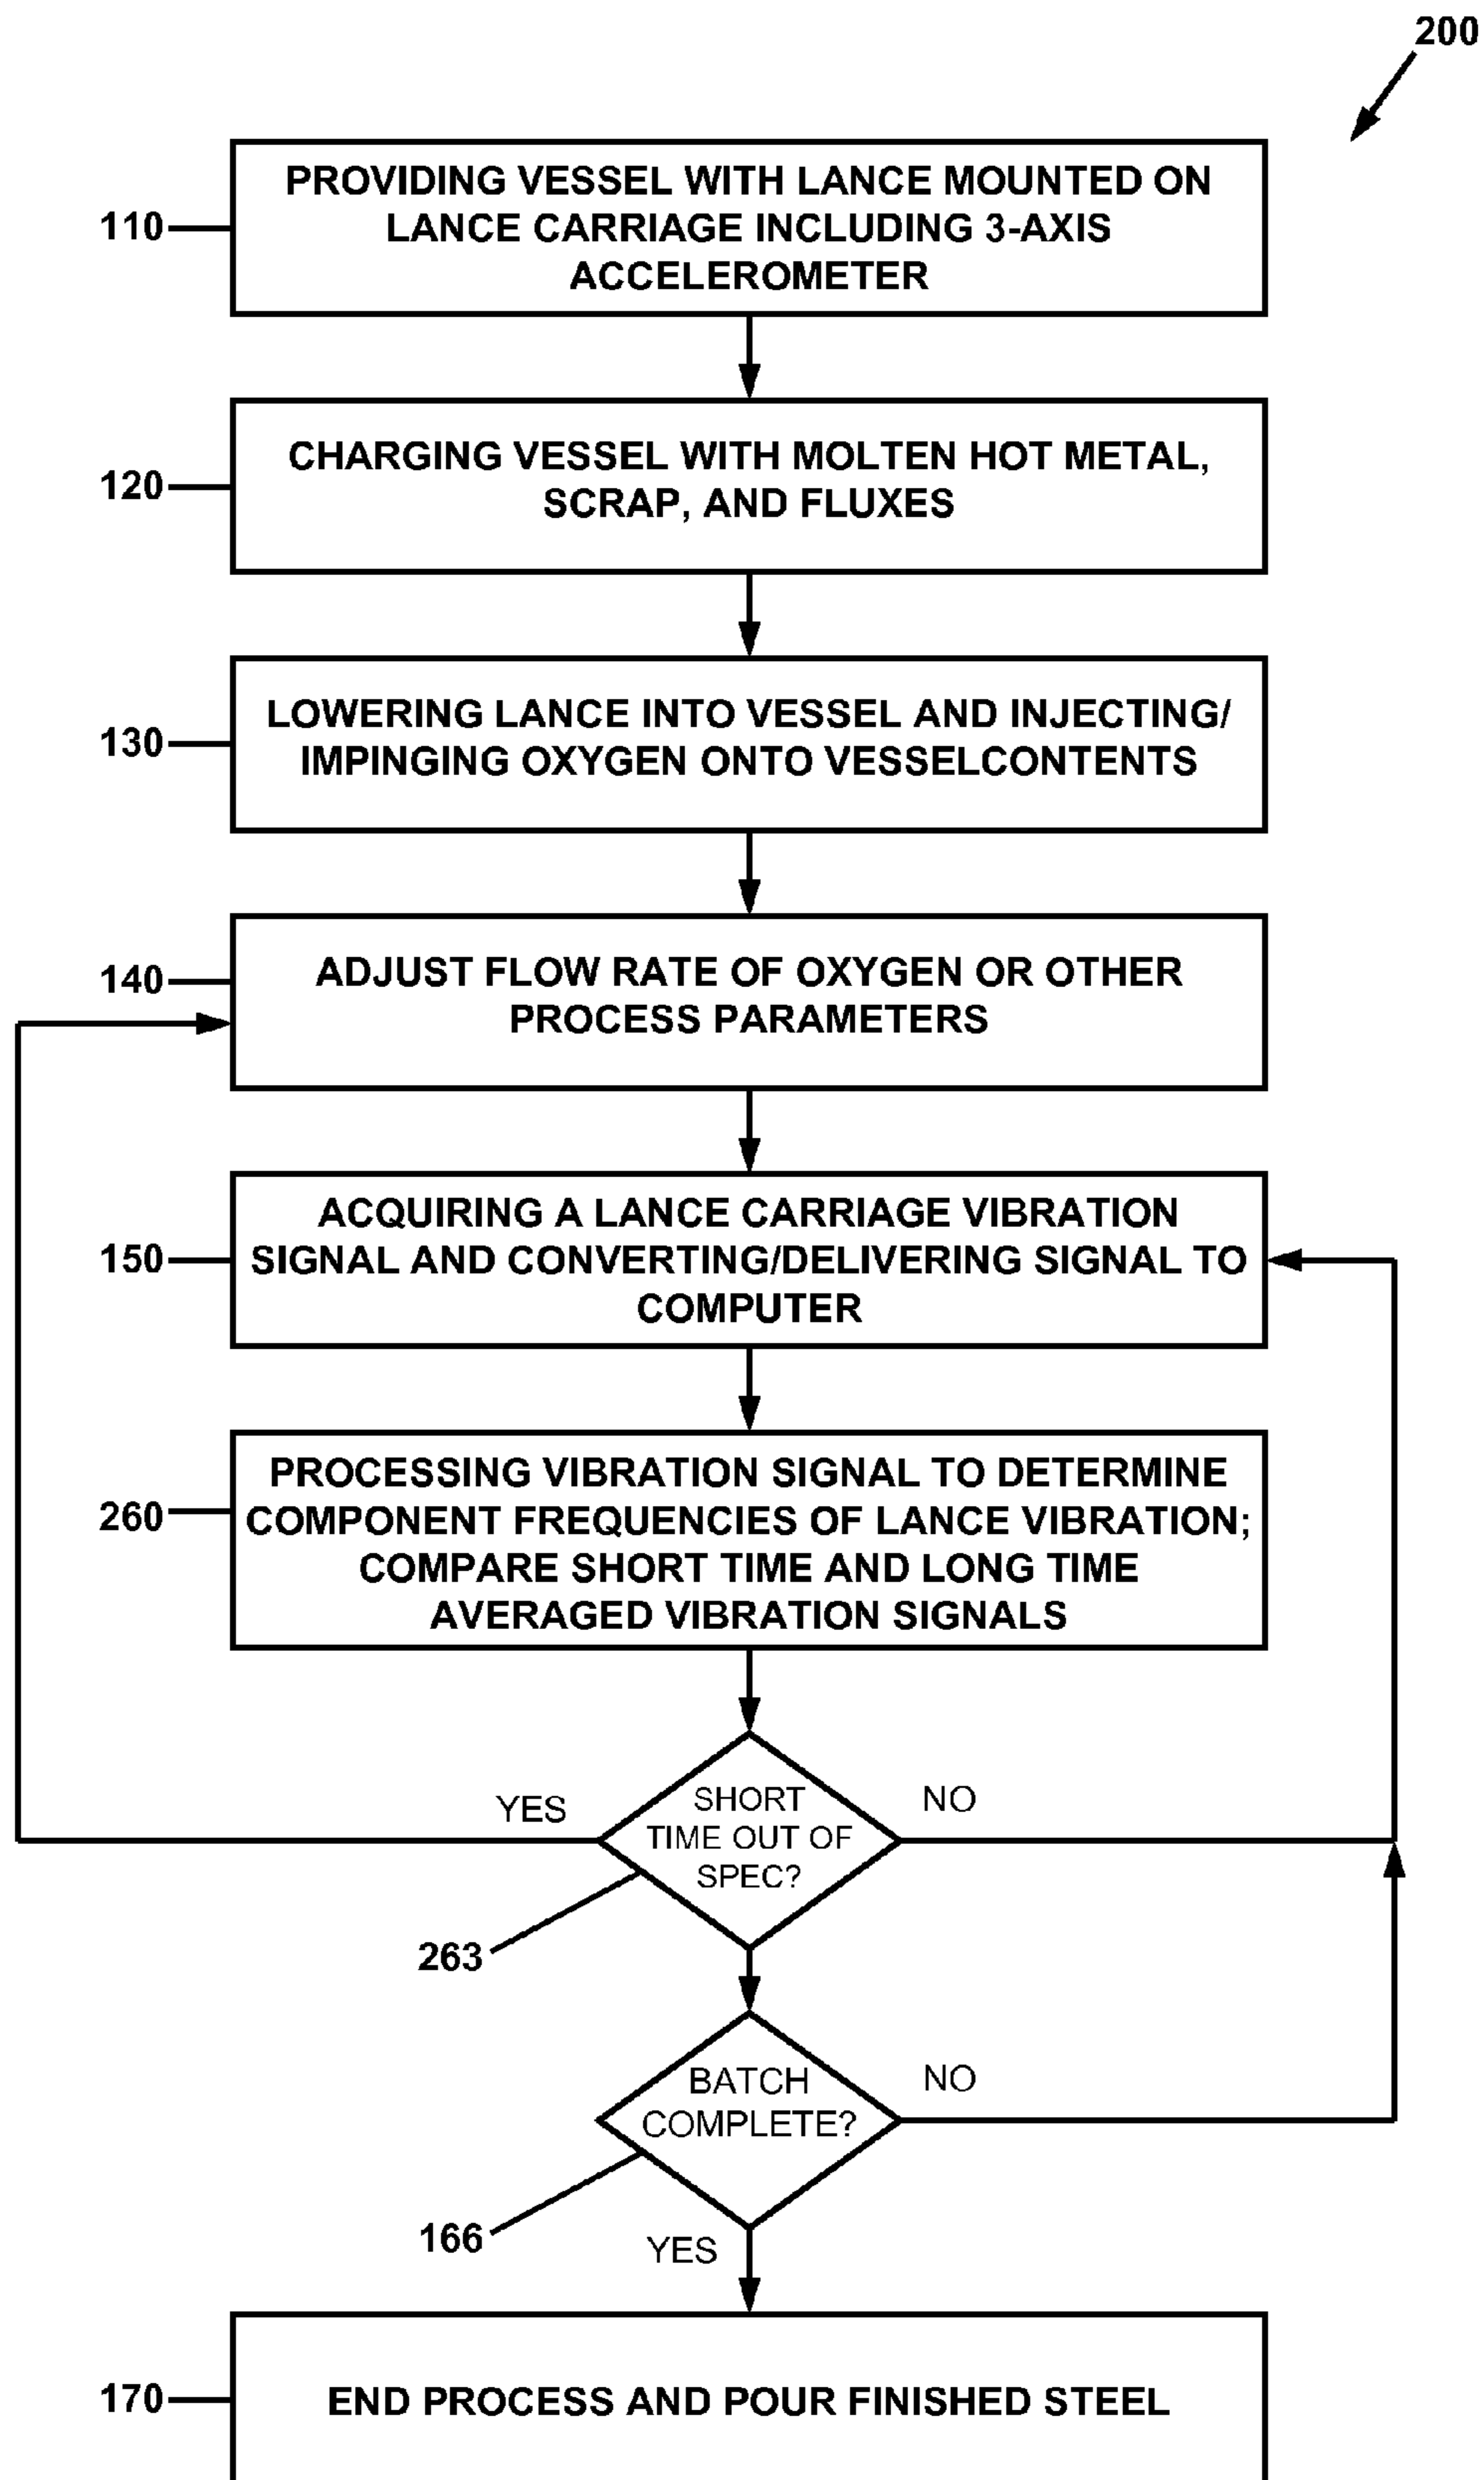 200
PROVIDING VESSEL WITH LANCE MOUNTED ON
LANCE CARRIAGE INCLUDING 3-AXIS
ACCELEROMETER
110
CHARGING VESSEL WITH MOLTEN HOT METAL,
SCRAP, AND FLUXES
120
LOWERING LANCE INTO VESSEL AND INJECTING/
IMPINGING OXYGEN ONTO VESSELCONTENTS
130
ADJUST FLOW RATE OF OXYGEN OR OTHER
PROCESS PARAMETERS
140
ACQUIRING A LANCE CARRIAGE VIBRATION
SIGNAL AND CONVERTING/DELIVERING SIGNAL TO
COMPUTER
150
PROCESSING VIBRATION SIGNAL TO DETERMINE
COMPONENT FREQUENCIES OF LANCE VIBRATION;
COMPARE SHORT TIME AND LONG TIME
AVERAGED VIBRATION SIGNALS
260
YES
SHORT
TIME OUT OF
SPEC?
NO
263
BATCH
COMPLETE?
NO
166
YES
END PROCESS AND POUR FINISHED STEEL
170